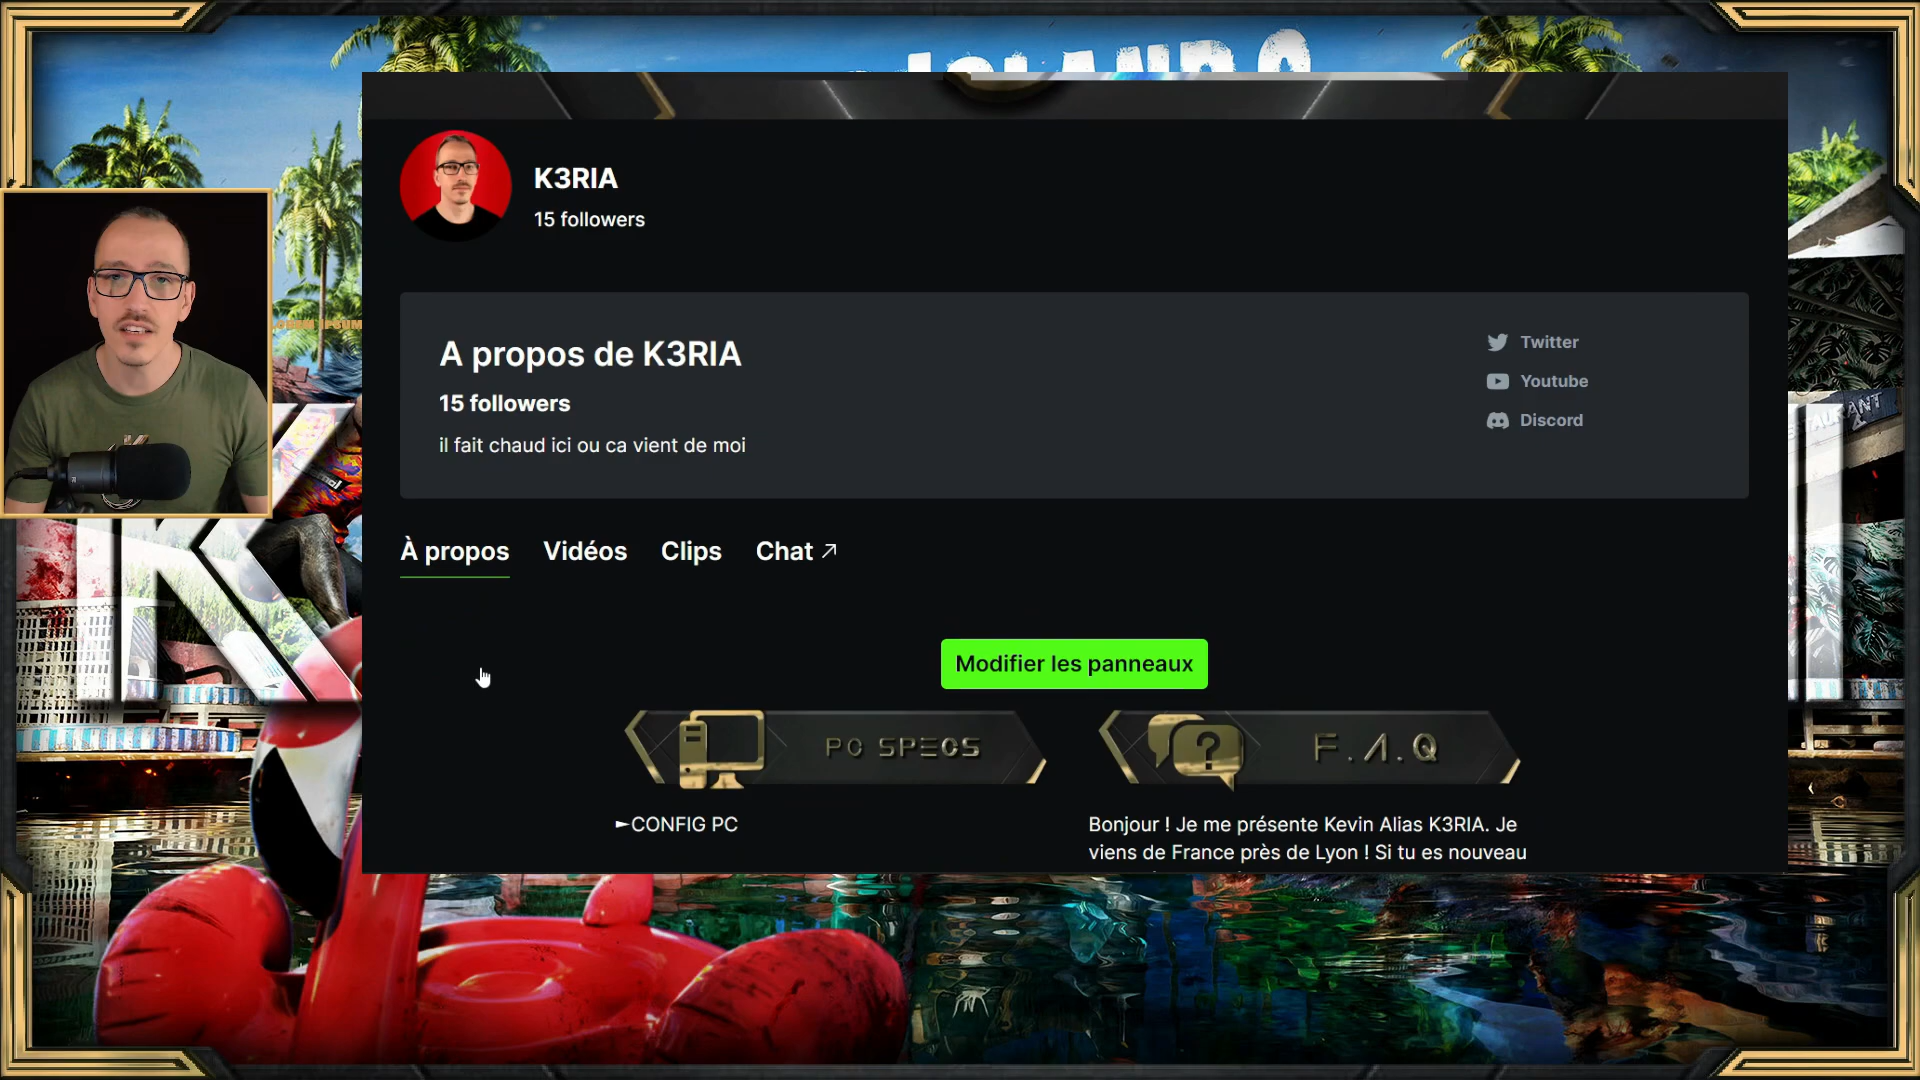 K3RIA
15 followers
A propos de K3RIA
15 followers
il fait chaud ici ou ca vient de moi
Twitter
Youtube
Discord
À propos
Vidéos
Clips
Chat
Modifier les panneaux
PC SPECS
F.A.Q
►CONFIG PC
Bonjour ! Je me présente Kevin Alias K3RIA. Je
viens de France près de Lyon ! Si tu es nouveau